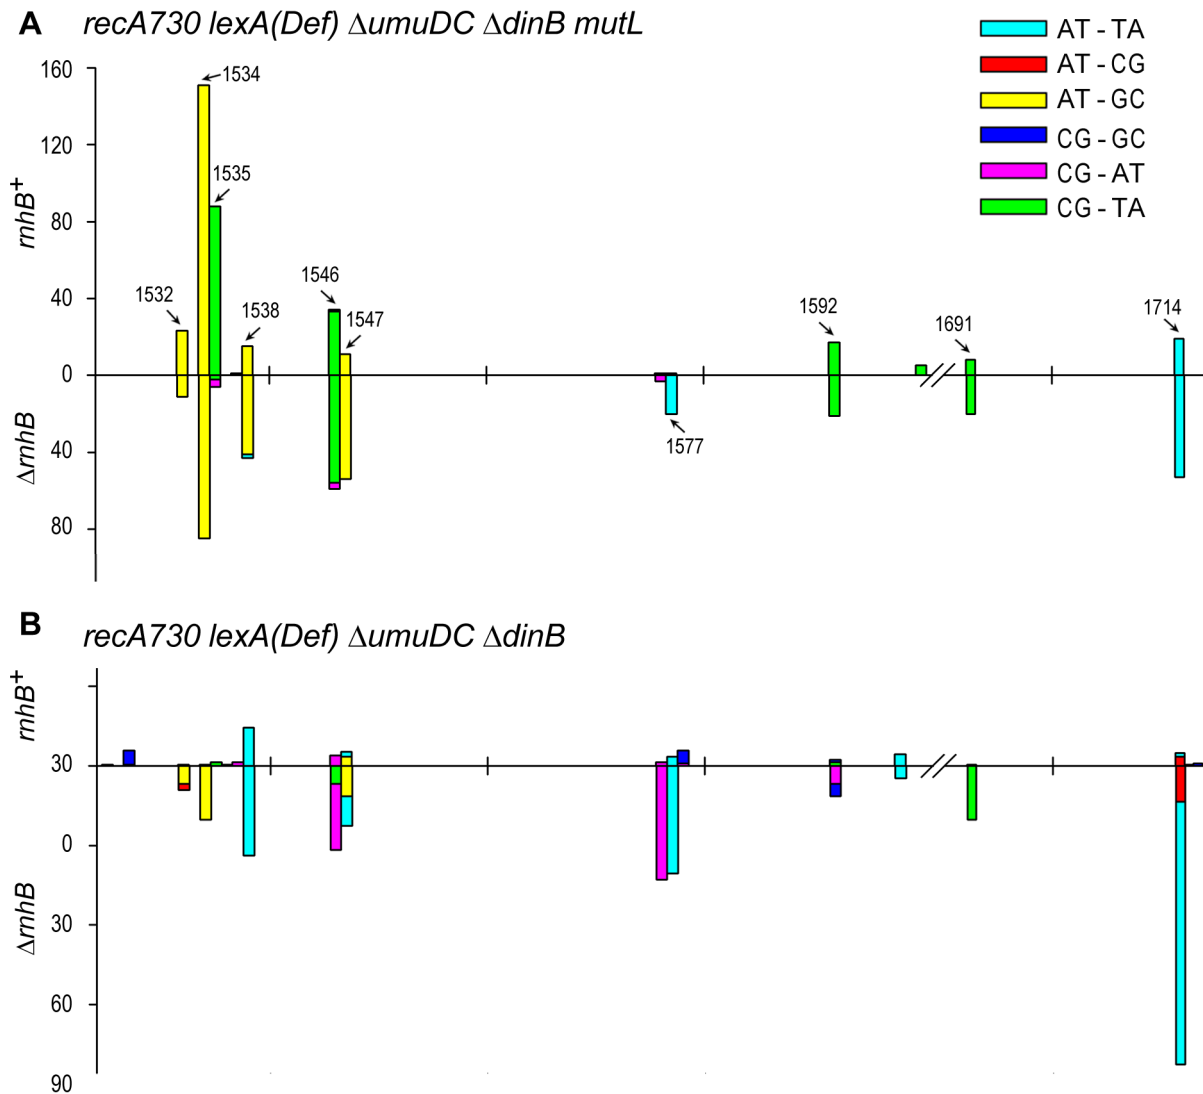 A recA730 lexA(Def) ΔumuDC ΔdinB mutL
AT - TA
AT - CG
AT - GC
CG - GC
CG - AT
CG - TA
160
120
80
40
0
40
80
rnhB+
ΔrnhB
1534
1535
1532
1538
1546
1547
1577
1592
1691
1714
B recA730 lexA(Def) ΔumuDC ΔdinB
30
0
30
60
90
rnhB+
ΔrnhB